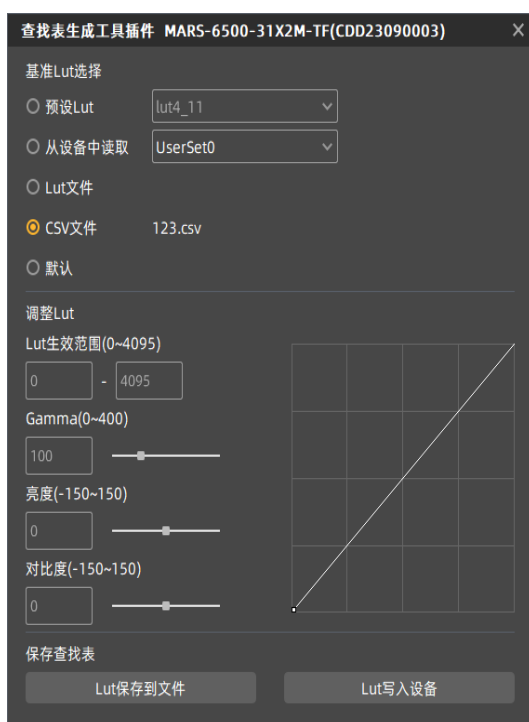 查找表生成工具插件 MARS-6500-31X2M-TF(CDD23090003)
基准Lut选择
预设Lut lut4_11
从设备中读取 UserSet0
Lut文件
CSV文件 123.csv
默认
调整Lut
Lut生效范围(0~4095)
0 - 4095
Gamma(0~400)
100
亮度(-150~150)
0
对比度(-150~150)
0
保存查找表
Lut保存到文件 Lut写入设备